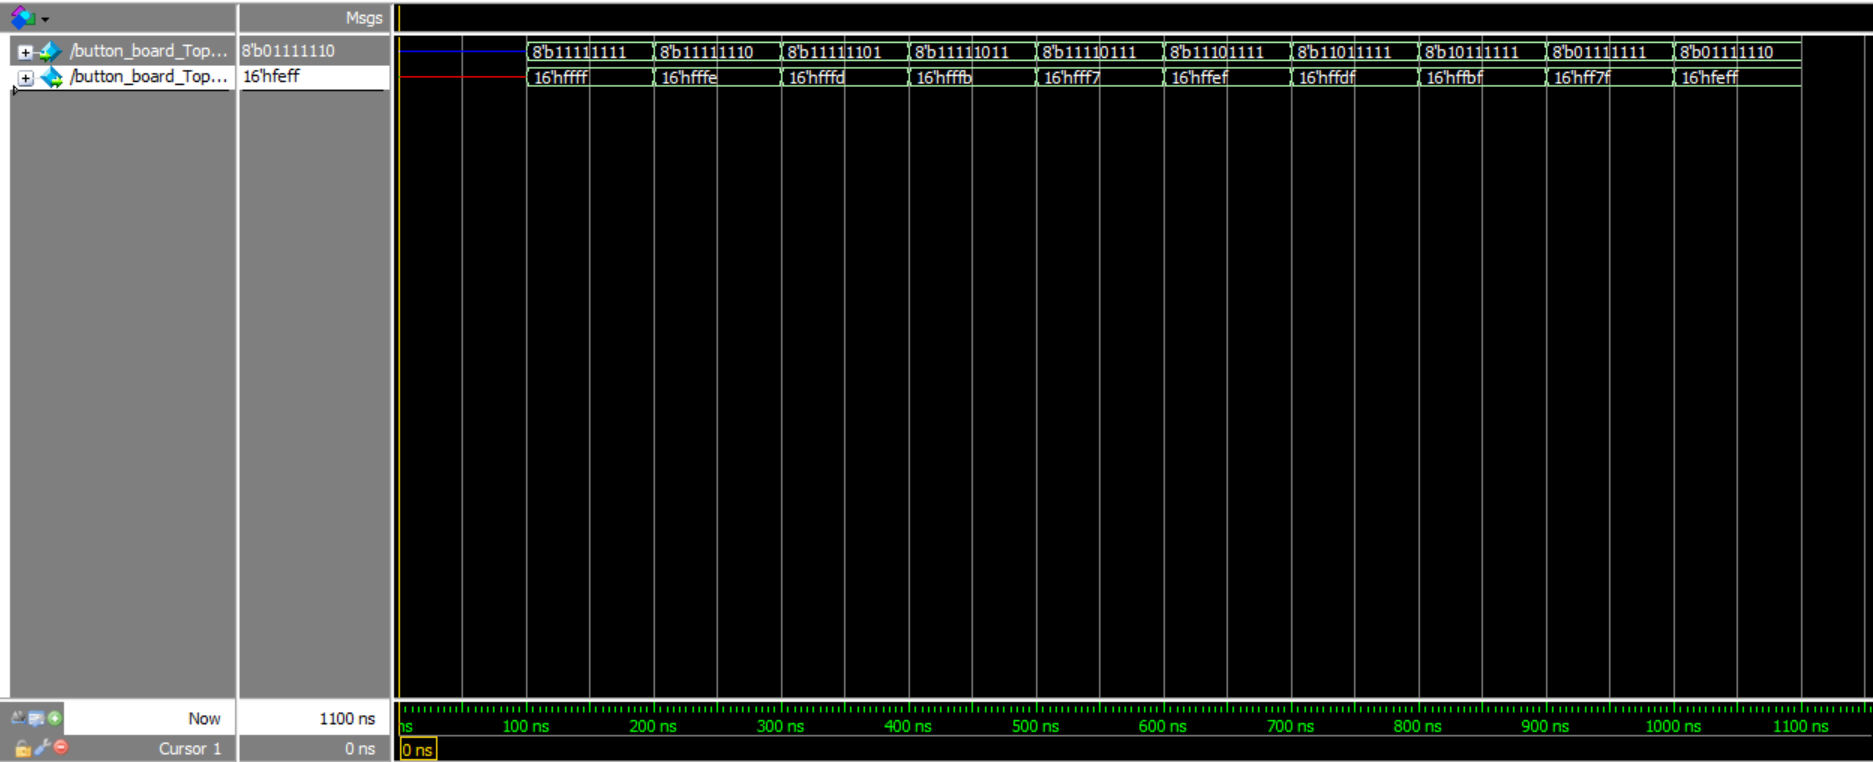 Msgs
/button_board_Top... 8'b01111110 8'b11111111 8'b11111110 8'b11111101 8'b11111011 8'b11110111 8'b11101111 8'b11011111 8'b10111111 8'b01111111 8'b01111110
/button_board_Top... 16'hfeff 16'hffff 16'hfffe 16'hfffd 16'hfffb 16'hfff7 16'hffef 16'hffdf 16'hffbf 16'hff7f 16'hfeff
Now 1100 ns ns 100 ns 200 ns 300 ns 400 ns 500 ns 600 ns 700 ns 800 ns 900 ns 1000 ns 1100 ns
Cursor 1 0 ns 0 ns